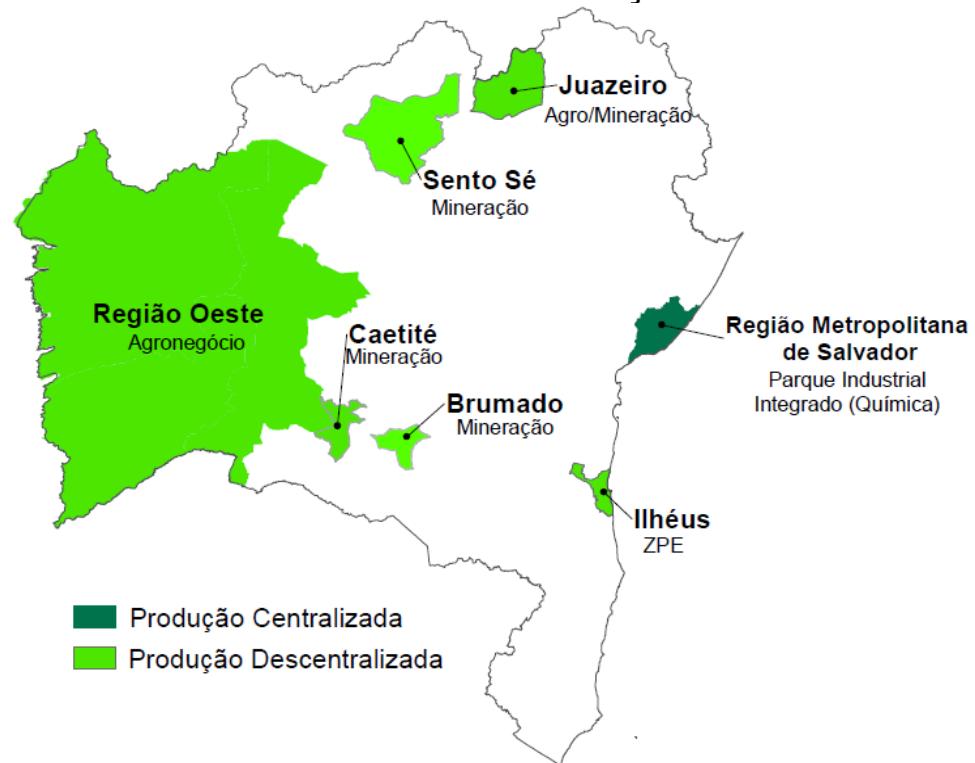 Juazeiro
Agro/Mineração
Sento Sé
Mineração
Região Oeste
Agronegócio
Caetité
Mineração
Região Metropolitana
de Salvador
Parque Industrial
Integrado (Química)
Brumado
Mineração
Ilhéus
ZPE
Produção Centralizada
Produção Descentralizada